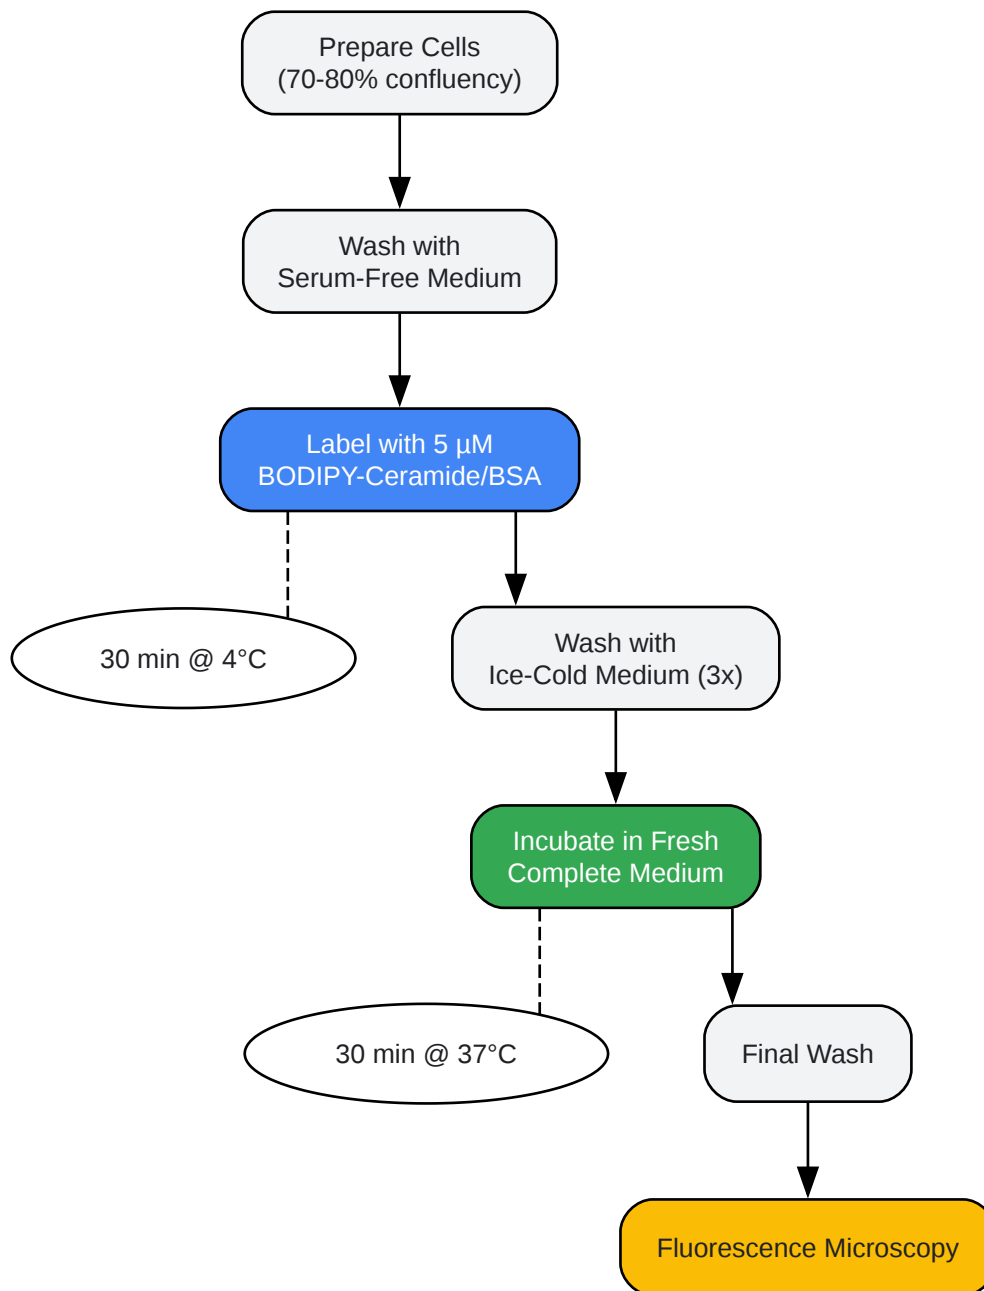 Prepare Cells
(70-80% confluency)
Wash with
Serum-Free Medium
Label with 5 µM
BODIPY-Ceramide/BSA
30 min @ 4°C
Wash with
Ice-Cold Medium (3x)
Incubate in Fresh
Complete Medium
30 min @ 37°C
Final Wash
Fluorescence Microscopy